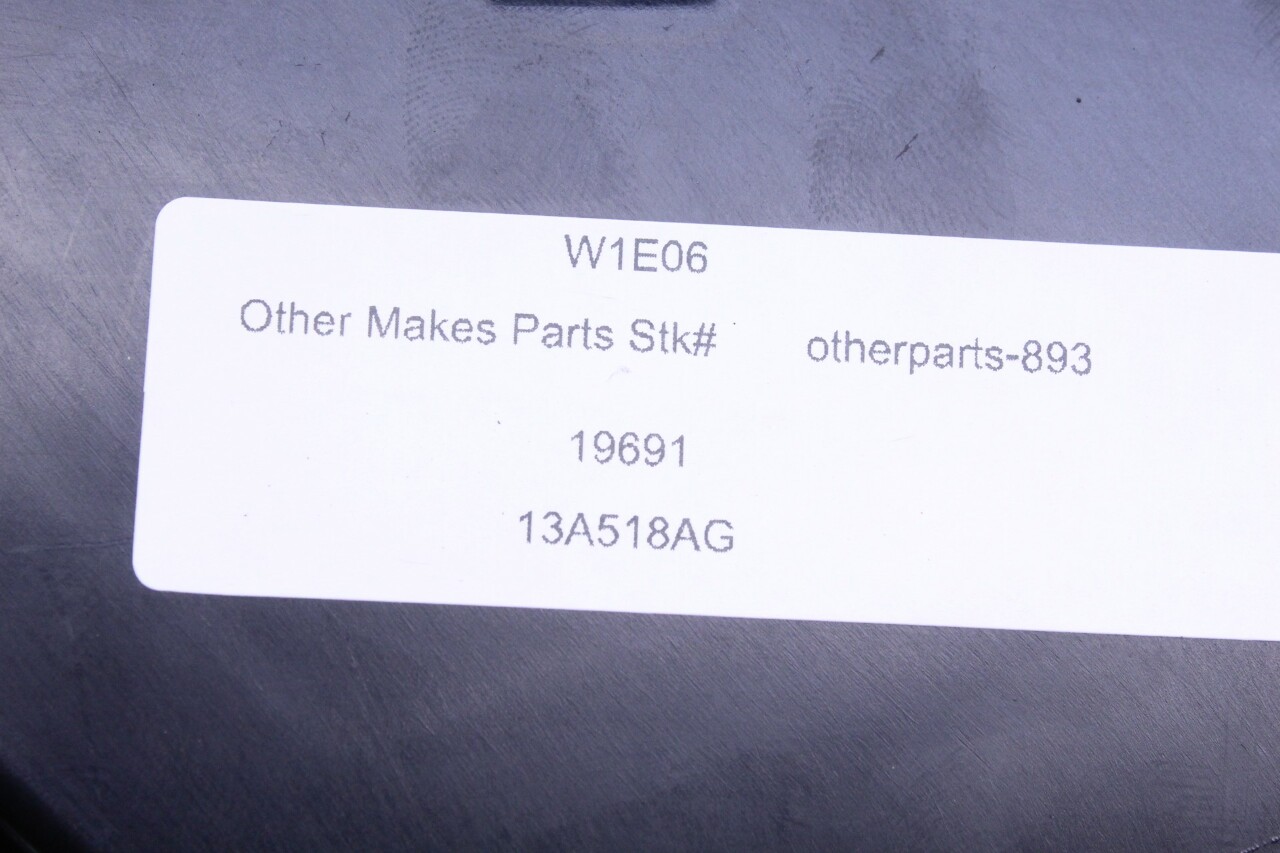 W1E06
Other Makes Parts Stk# otherparts-893
19691
13A518AG